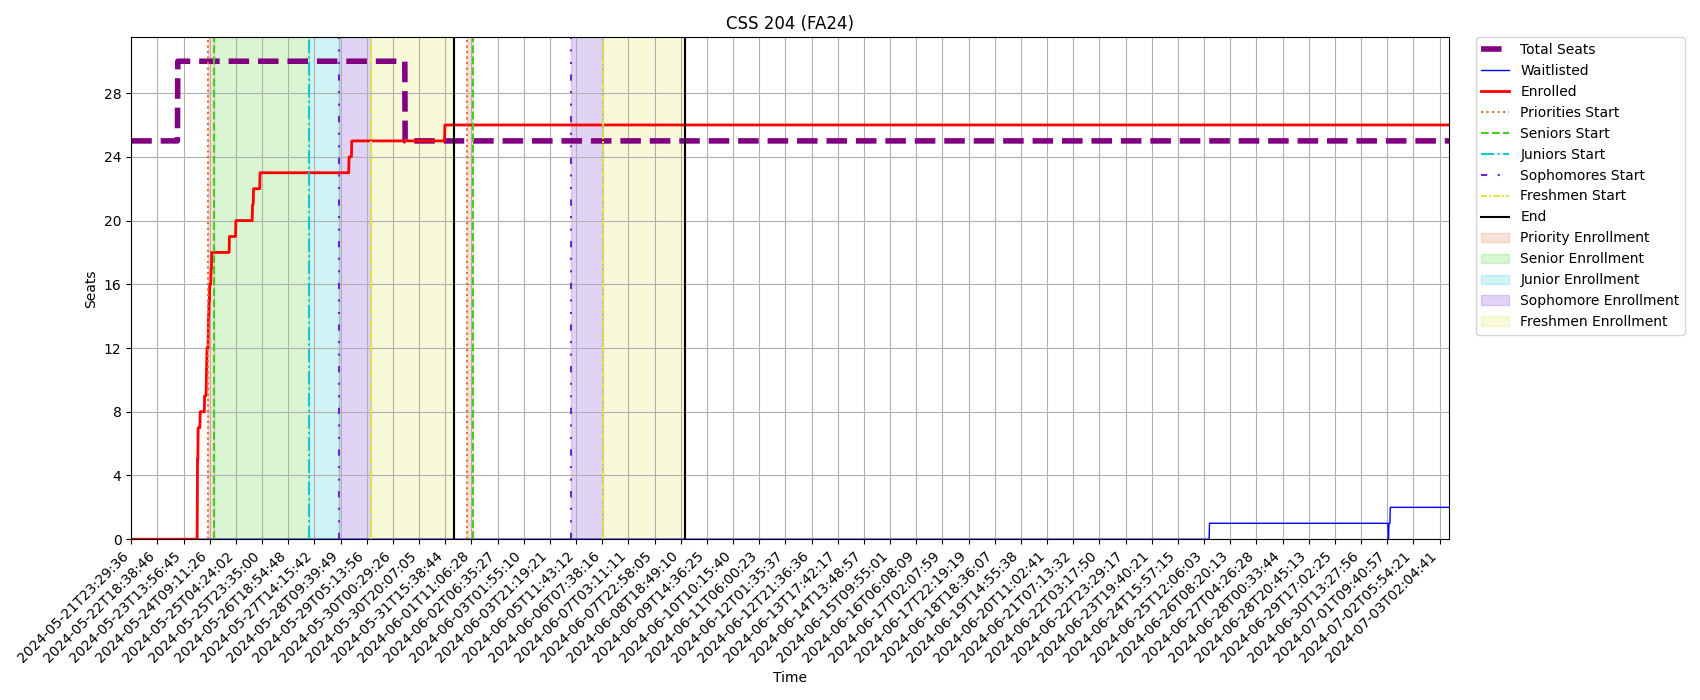 CSS 204 (FA24)
Total Seats
Waitlisted
Enrolled
Priorities Start
Seniors Start
Juniors Start
Sophomores Start
Freshmen Start
End
Priority Enrollment
Senior Enrollment
Junior Enrollment
Sophomore Enrollment
Freshmen Enrollment
Seats
28
24
20
16
12
8
4
0
2024-05-21T23:29:36
2024-05-22T18:38:46
2024-05-23T13:56:45
2024-05-24T09:11:26
2024-05-25T04:24:02
2024-05-25T23:35:00
2024-05-26T18:54:48
2024-05-27T14:15:42
2024-05-28T09:39:49
2024-05-29T05:13:56
2024-05-30T00:29:26
2024-05-30T20:07:05
2024-05-31T15:38:44
2024-06-01T11:06:28
2024-06-02T06:35:27
2024-06-03T01:55:10
2024-06-03T21:19:21
2024-06-05T11:43:12
2024-06-06T07:38:16
2024-06-07T03:11:11
2024-06-07T22:58:05
2024-06-08T18:49:10
2024-06-09T14:36:25
2024-06-10T10:15:40
2024-06-11T06:00:23
2024-06-12T01:35:37
2024-06-12T21:36:36
2024-06-13T17:42:17
2024-06-14T13:48:57
2024-06-15T09:55:01
2024-06-16T06:08:09
2024-06-17T02:07:59
2024-06-17T22:19:19
2024-06-18T18:36:07
2024-06-19T14:55:38
2024-06-20T11:02:41
2024-06-21T07:13:32
2024-06-22T03:17:50
2024-06-22T23:29:17
2024-06-23T19:40:21
2024-06-24T15:57:15
2024-06-25T12:06:03
2024-06-26T08:20:13
2024-06-27T04:26:28
2024-06-28T00:33:44
2024-06-28T20:45:13
2024-06-29T17:02:25
2024-06-30T13:27:56
2024-07-01T09:40:57
2024-07-02T05:54:21
2024-07-03T02:04:41
Time